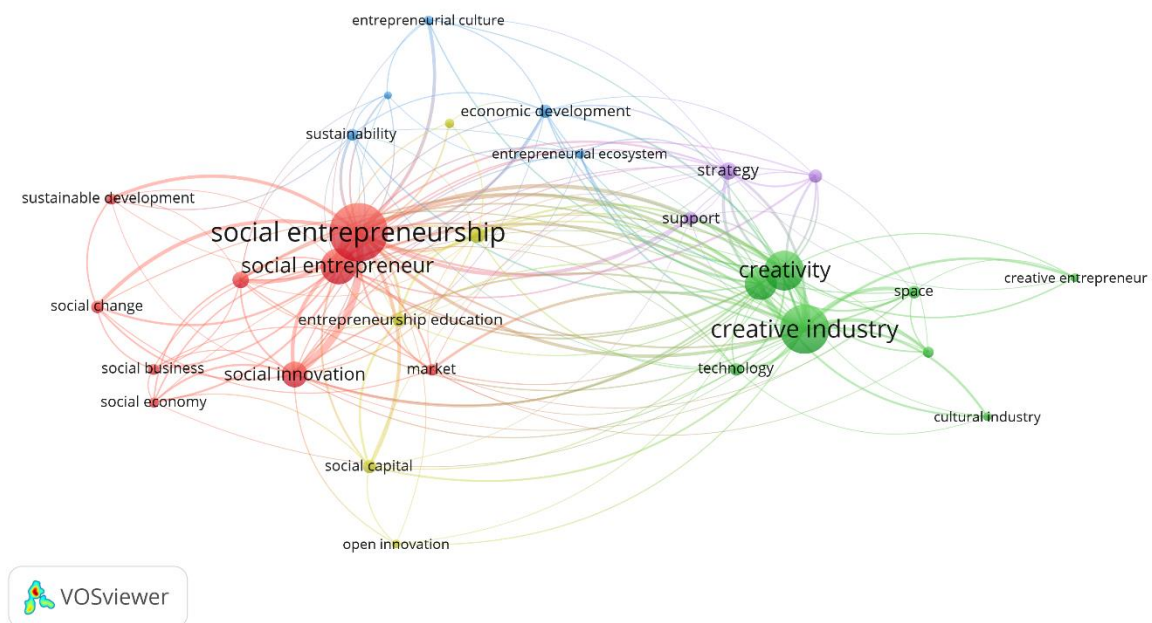 entrepreneurial culture
economic development
sustainability
entrepreneurial ecosystem
strategy
sustainable development
support
social entrepreneurship
social entrepreneur
creativity
creative entrepreneur
space
social change
entrepreneurship education
creative industry
social business
social innovation
market
technology
social economy
cultural industry
social capital
open innovation
VOSviewer